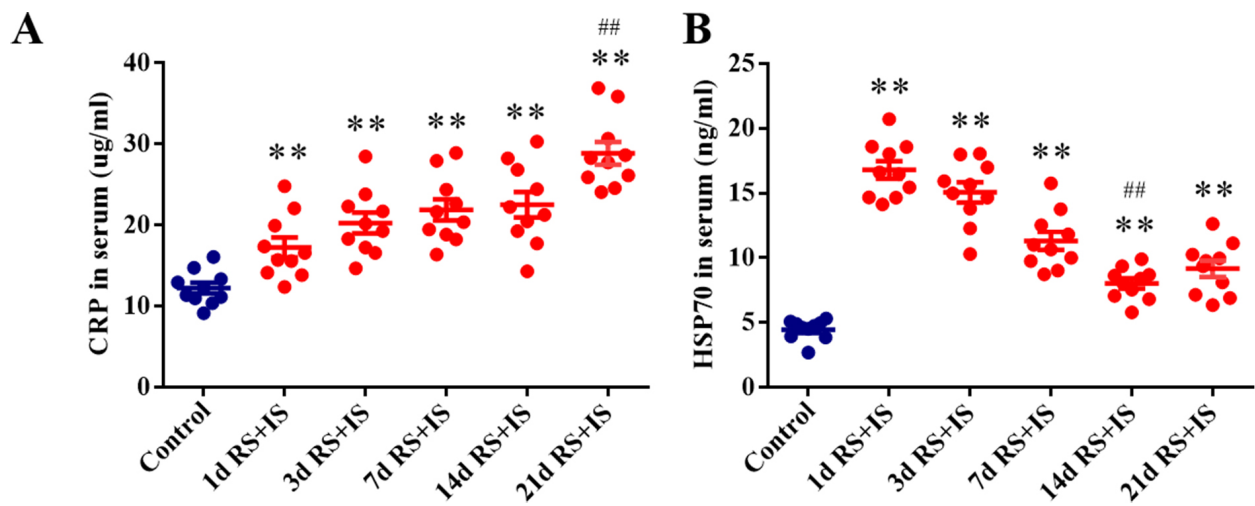 A
CRP in serum (ug/ml)
40
30
20
10
0
**
**
**
**
##
**
Control
1d RS+IS
3d RS+IS
7d RS+IS
14d RS+IS
21d RS+IS
B
HSP70 in serum (ng/ml)
25
20
15
10
5
0
**
**
**
##
**
**
Control
1d RS+IS
3d RS+IS
7d RS+IS
14d RS+IS
21d RS+IS